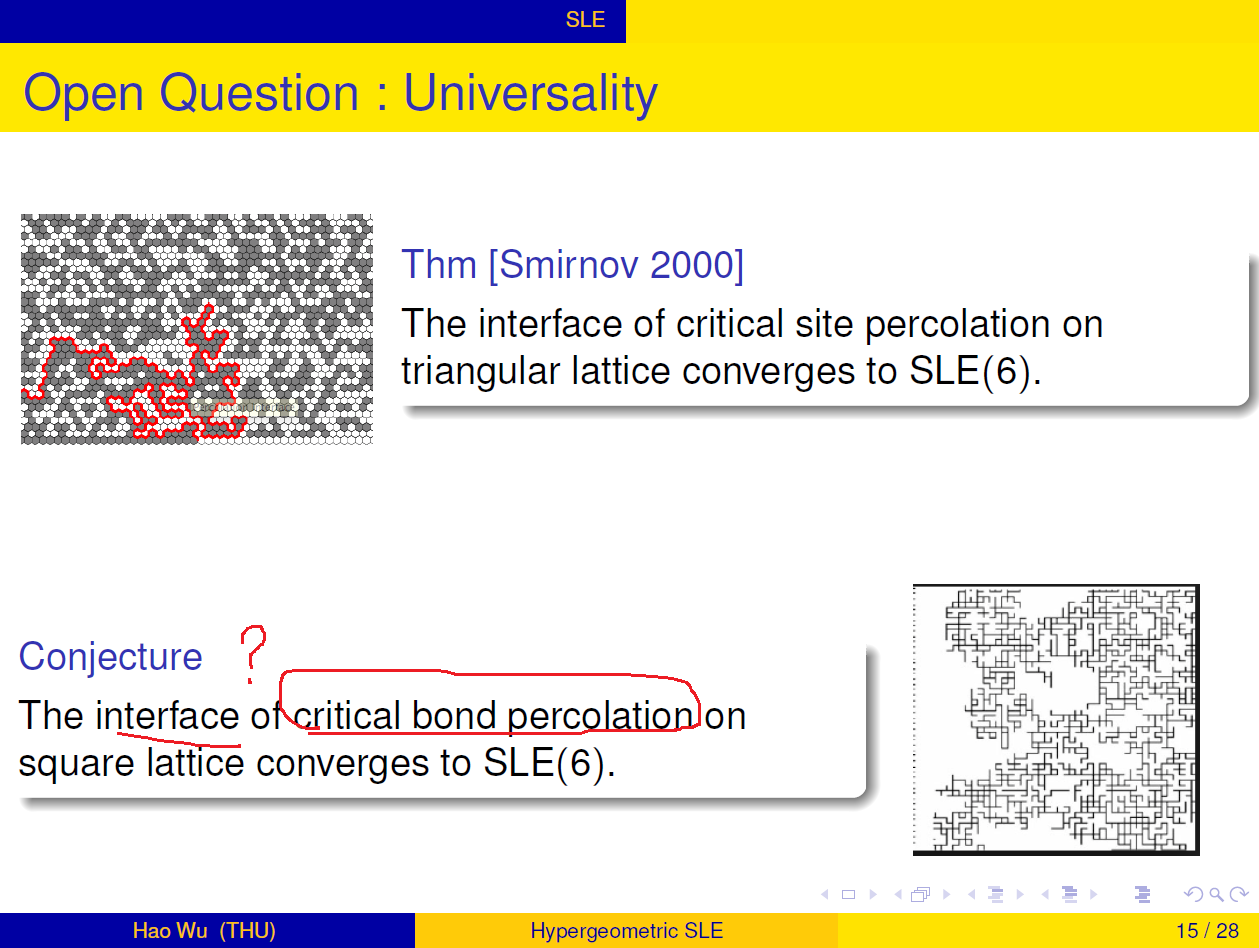 SLE
Open Question : Universality
Thm [Smirnov 2000]
The interface of critical site percolation on
triangular lattice converges to SLE(6).
Conjecture ?
The interface of critical bond percolation on
square lattice converges to SLE(6).
Hao Wu (THU) Hypergeometric SLE 15 / 28